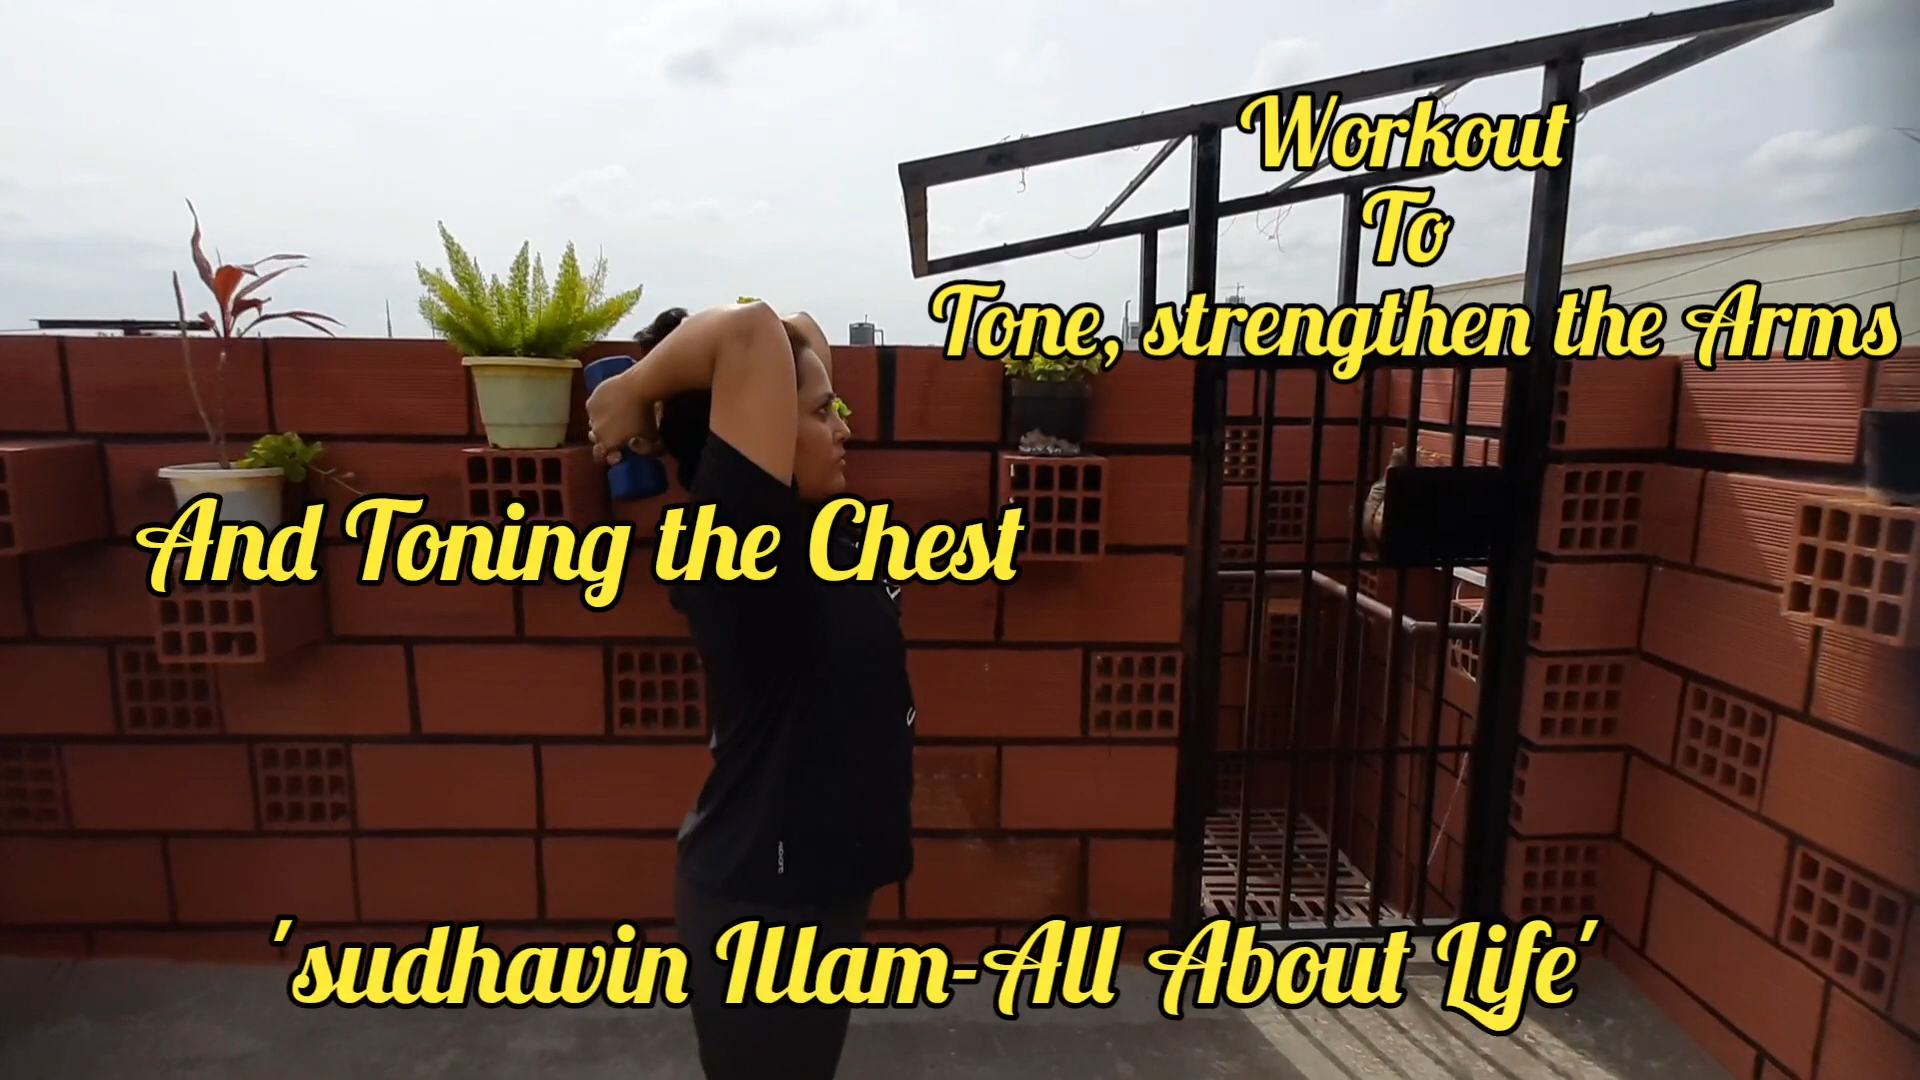 Workout
To
Tone, strengthen the Arms
And Toning the Chest
'sudhavin Illam-All About Life'